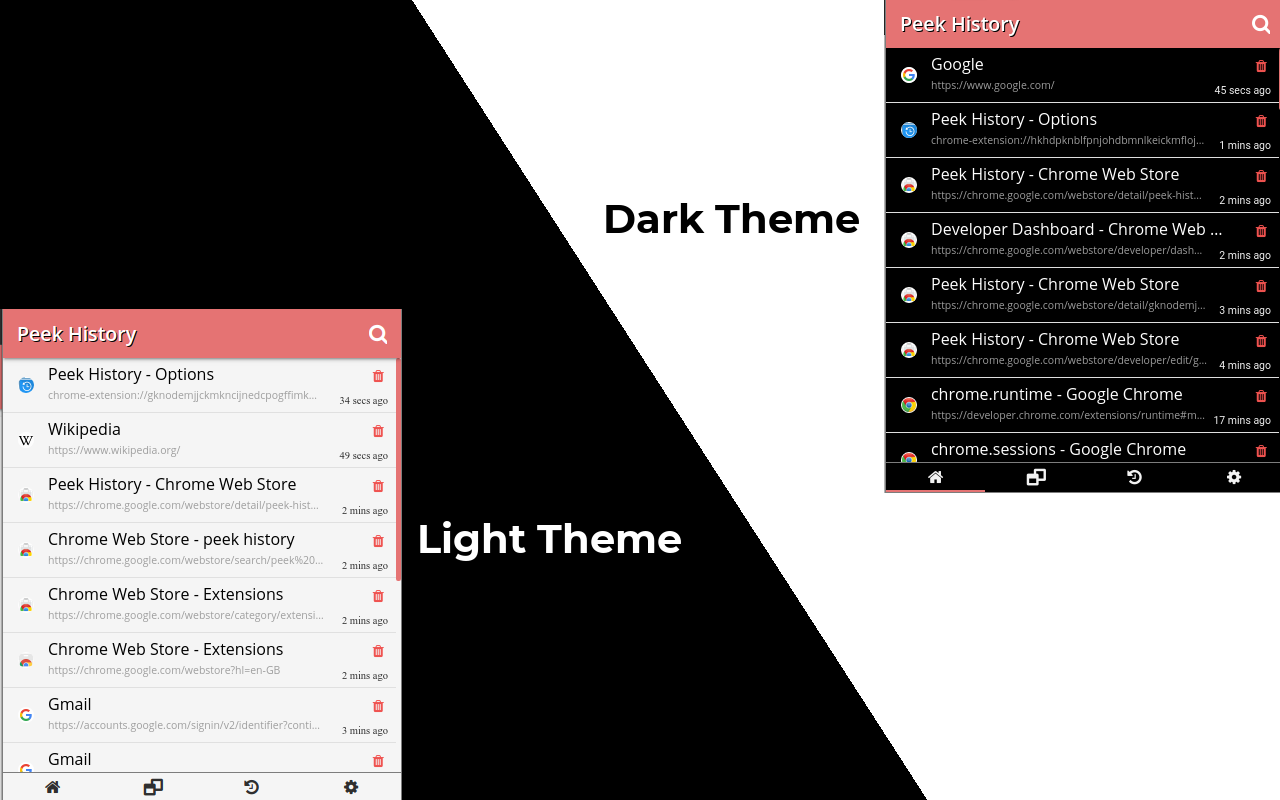 Peek History
Google
https://www.google.com/
45 secs ago
Peek History - Options
chrome-extension://hkhdpknblfpnjohdbmnlkeickmfloj...
1 mins ago
Peek History - Chrome Web Store
https://chrome.google.com/webstore/detail/peek-hist...
2 mins ago
Developer Dashboard - Chrome Web ...
https://chrome.google.com/webstore/developer/dash...
2 mins ago
Peek History - Chrome Web Store
https://chrome.google.com/webstore/detail/gknodemj...
3 mins ago
Peek History - Chrome Web Store
https://chrome.google.com/webstore/developer/edit/g...
4 mins ago
chrome.runtime - Google Chrome
https://developer.chrome.com/extensions/runtime#m...
17 mins ago
chrome.sessions - Google Chrome
Dark Theme
Peek History
Peek History - Options
chrome-extension://gknodemjjckmkncijnedcpogffimk...
34 secs ago
Wikipedia
https://www.wikipedia.org/
49 secs ago
Peek History - Chrome Web Store
https://chrome.google.com/webstore/detail/peek-hist...
2 mins ago
Chrome Web Store - peek history
https://chrome.google.com/webstore/search/peek%20...
2 mins ago
Chrome Web Store - Extensions
https://chrome.google.com/webstore/category/extensi...
2 mins ago
Chrome Web Store - Extensions
https://chrome.google.com/webstore?hl=en-GB
2 mins ago
Gmail
https://accounts.google.com/signin/v2/identifier?conti...
3 mins ago
Gmail
Light Theme